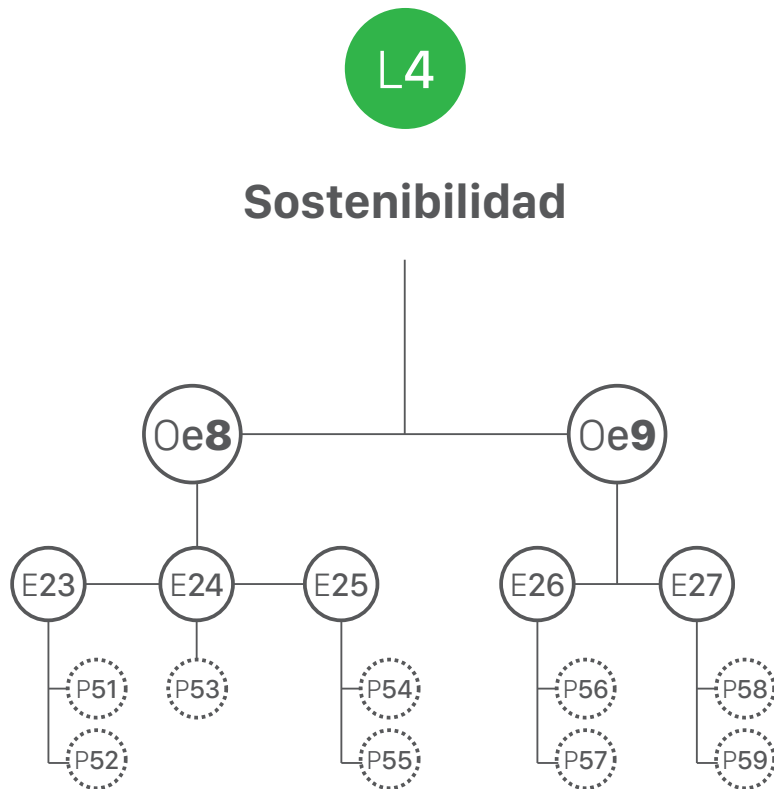 L4
Sostenibilidad
Oe8 Oe9
E23 E24 E25 E26 E27
P51 P53 P54 P56 P58
P52 P55 P57 P59